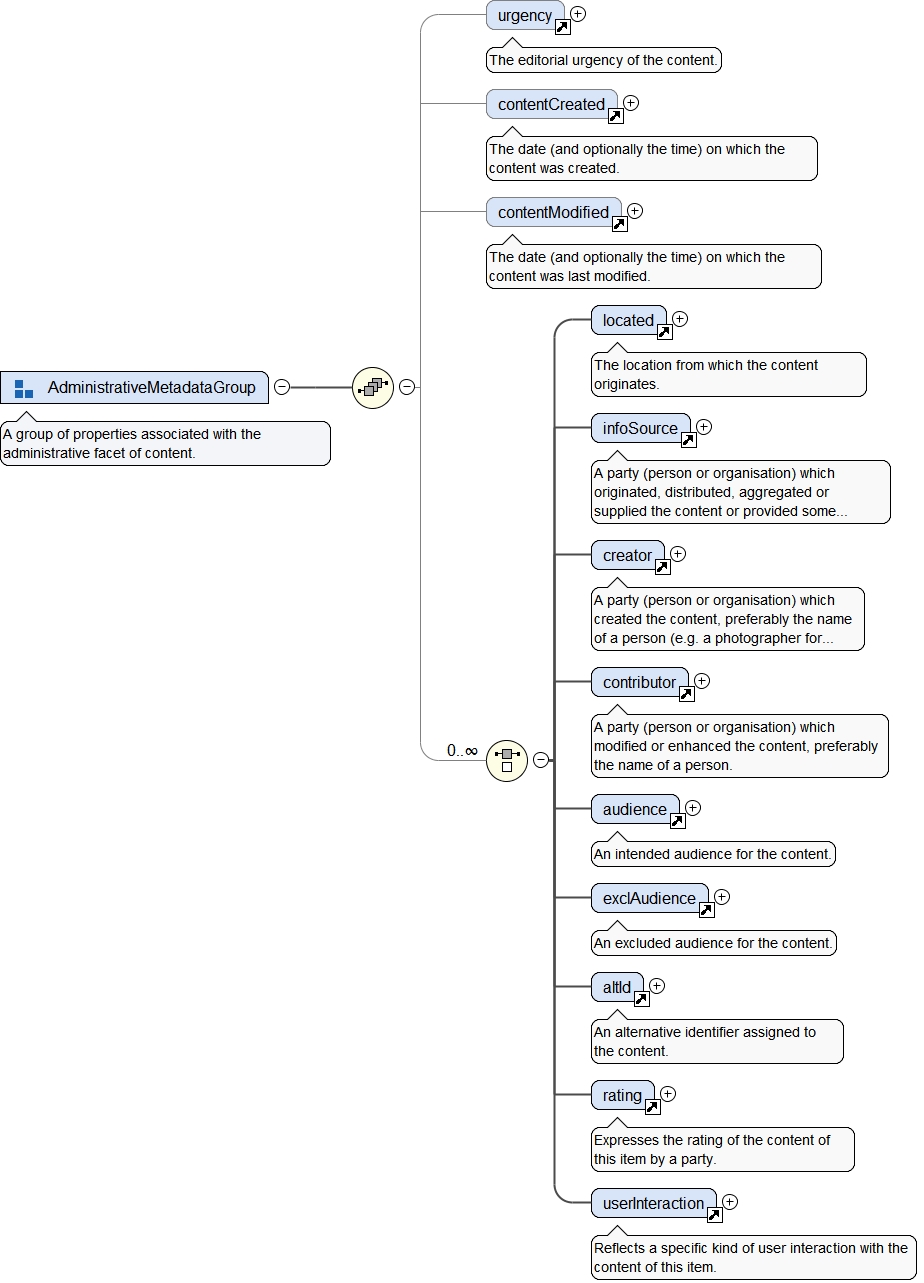 urgency
The editorial urgency of the content.
contentCreated
The date (and optionally the time) on which the
content was created.
contentModified
The date (and optionally the time) on which the
content was last modified.
AdministrativeMetadataGroup
A group of properties associated with the
administrative facet of content.
0..∞
located
The location from which the content
originates.
infoSource
A party (person or organisation) which
originated, distributed, aggregated or
supplied the content or provided some...
creator
A party (person or organisation) which
created the content, preferably the name
of a person (e.g. a photographer for...
contributor
A party (person or organisation) which
modified or enhanced the content, preferably
the name of a person.
audience
An intended audience for the content.
exclAudience
An excluded audience for the content.
altId
An alternative identifier assigned to
the content.
rating
Expresses the rating of the content of
this item by a party.
userInteraction
Reflects a specific kind of user interaction with the
content of this item.